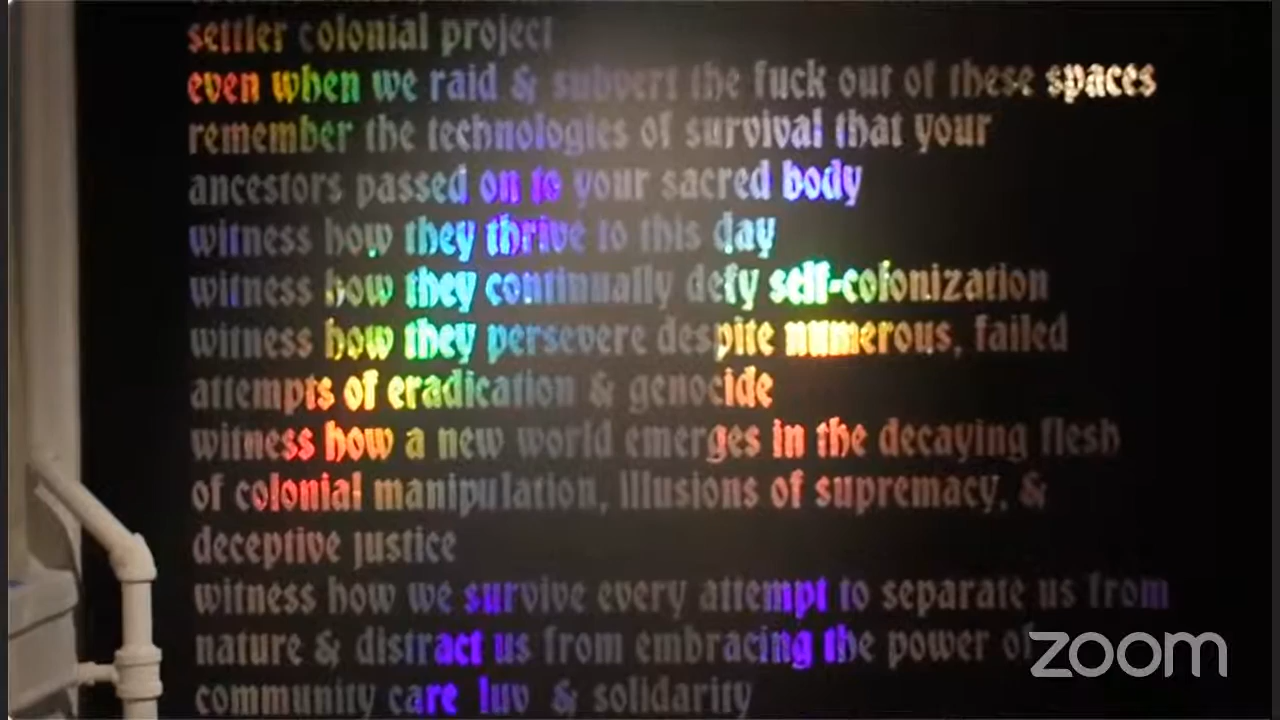 settler colonial project
even when we raid & subvert the fuck out of these spaces
remember the technologies of survival that your
ancestors passed on to your sacred body
witness how they thrive to this day
witness how they continually defy self-colonization
witness how they persevere despite numerous, failed
attempts of eradication & genocide
witness how a new world emerges in the decaying flesh
of colonial manipulation, illusions of supremacy, &
deceptive justice
witness how we survive every attempt to separate us from
nature & distract us from embracing the power of
community care luv & solidarity
zoom